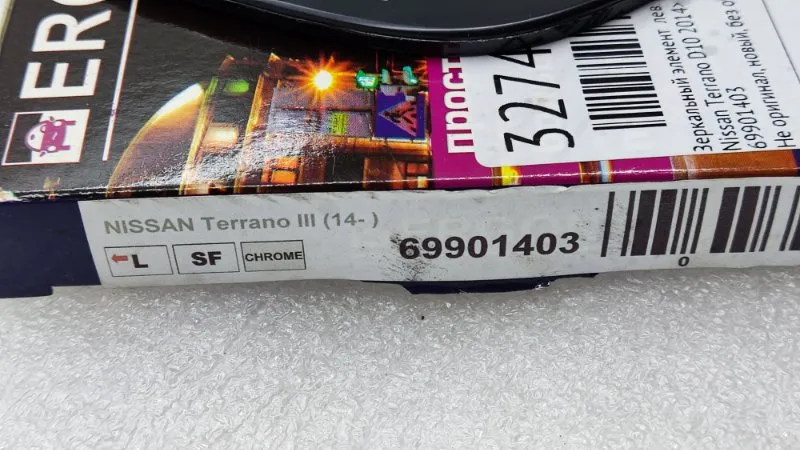 ERG
прост
3274
Зеркальный элемент лев
Nissan Terrano D10 2014>
69901403
Не оригинал, новый, без о
NISSAN Terrano III (14- )
L SF CHROME
69901403
0